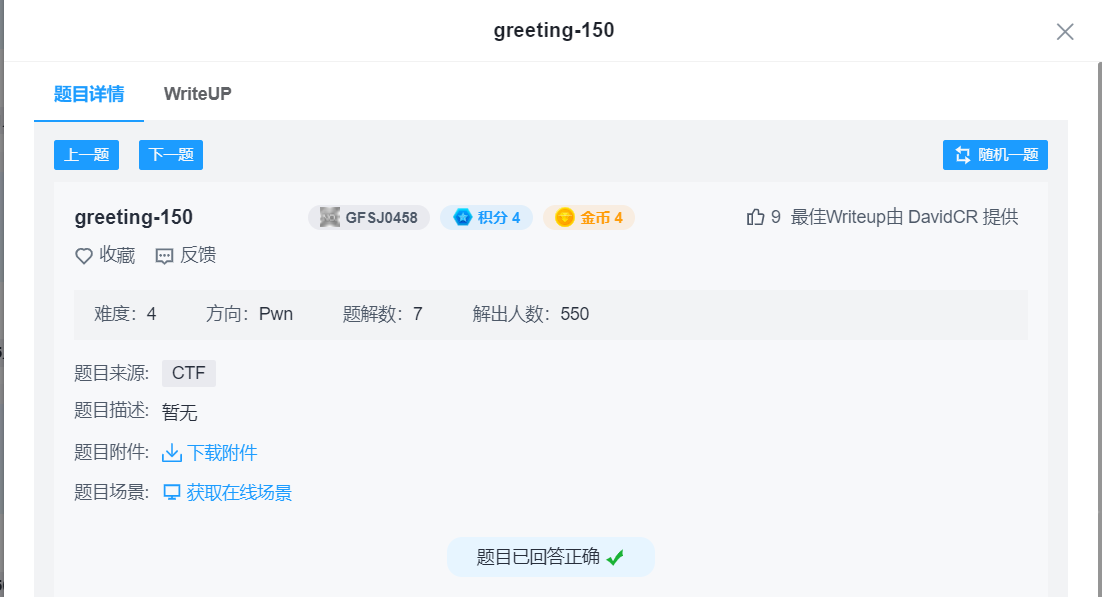 greeting-150
题目详情 WriteUP
上一题 下一题 随机一题
greeting-150 GFSJ0458 积分 4 金币 4 9 最佳Writeup由 DavidCR 提供
收藏 反馈
难度: 4 方向: Pwn 题解数: 7 解出人数: 550
题目来源: CTF
题目描述: 暂无
题目附件: 下载附件
题目场景: 获取在线场景
题目已回答正确